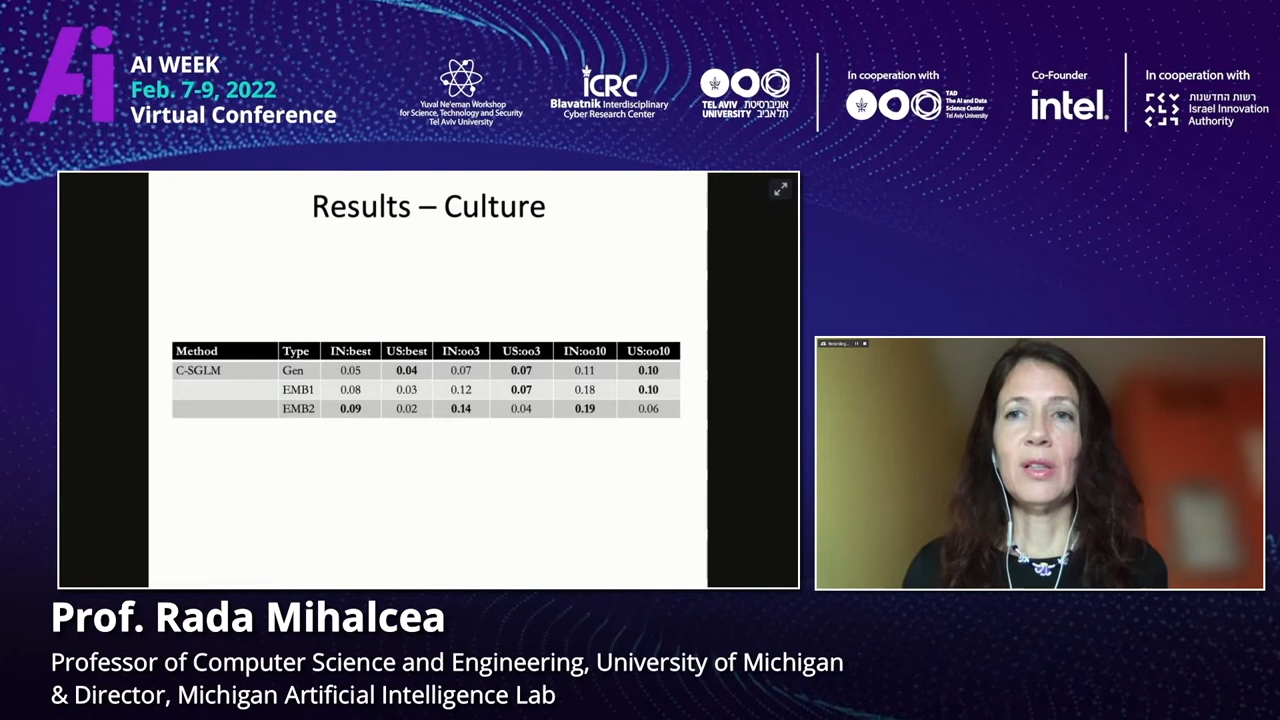 Ai
AI WEEK
Feb. 7-9, 2022
Virtual Conference
Yuval Ne'eman Workshop
for Science, Technology and Security
Tel Aviv University
iCRC
Blavatnik Interdisciplinary
Cyber Research Center
TEL AVIV אוניברסיטת
UNIVERSITY תל אביב
In cooperation with
TAD
The AI and Data
Science Center
Tel Aviv University
Co-Founder
intel.
In cooperation with
רשות החדשנות
Israel Innovation
Authority
Results – Culture
Method Type IN:best US:best IN:oo3 US:oo3 IN:oo10 US:oo10
C-SGLM Gen 0.05 0.04 0.07 0.07 0.11 0.10
EMB1 0.08 0.03 0.12 0.07 0.18 0.10
EMB2 0.09 0.02 0.14 0.04 0.19 0.06
Recording...
Prof. Rada Mihalcea
Professor of Computer Science and Engineering, University of Michigan
& Director, Michigan Artificial Intelligence Lab